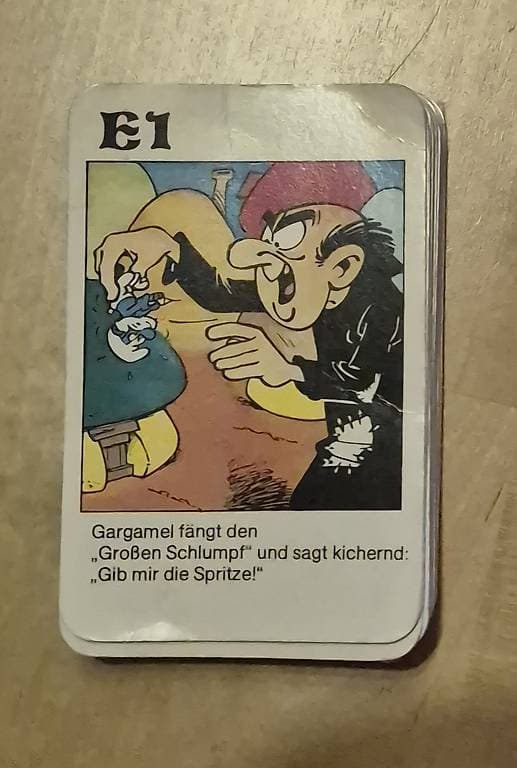 E1
Gargamel fängt den
„Großen Schlumpf“ und sagt kichernd:
„Gib mir die Spritze!“